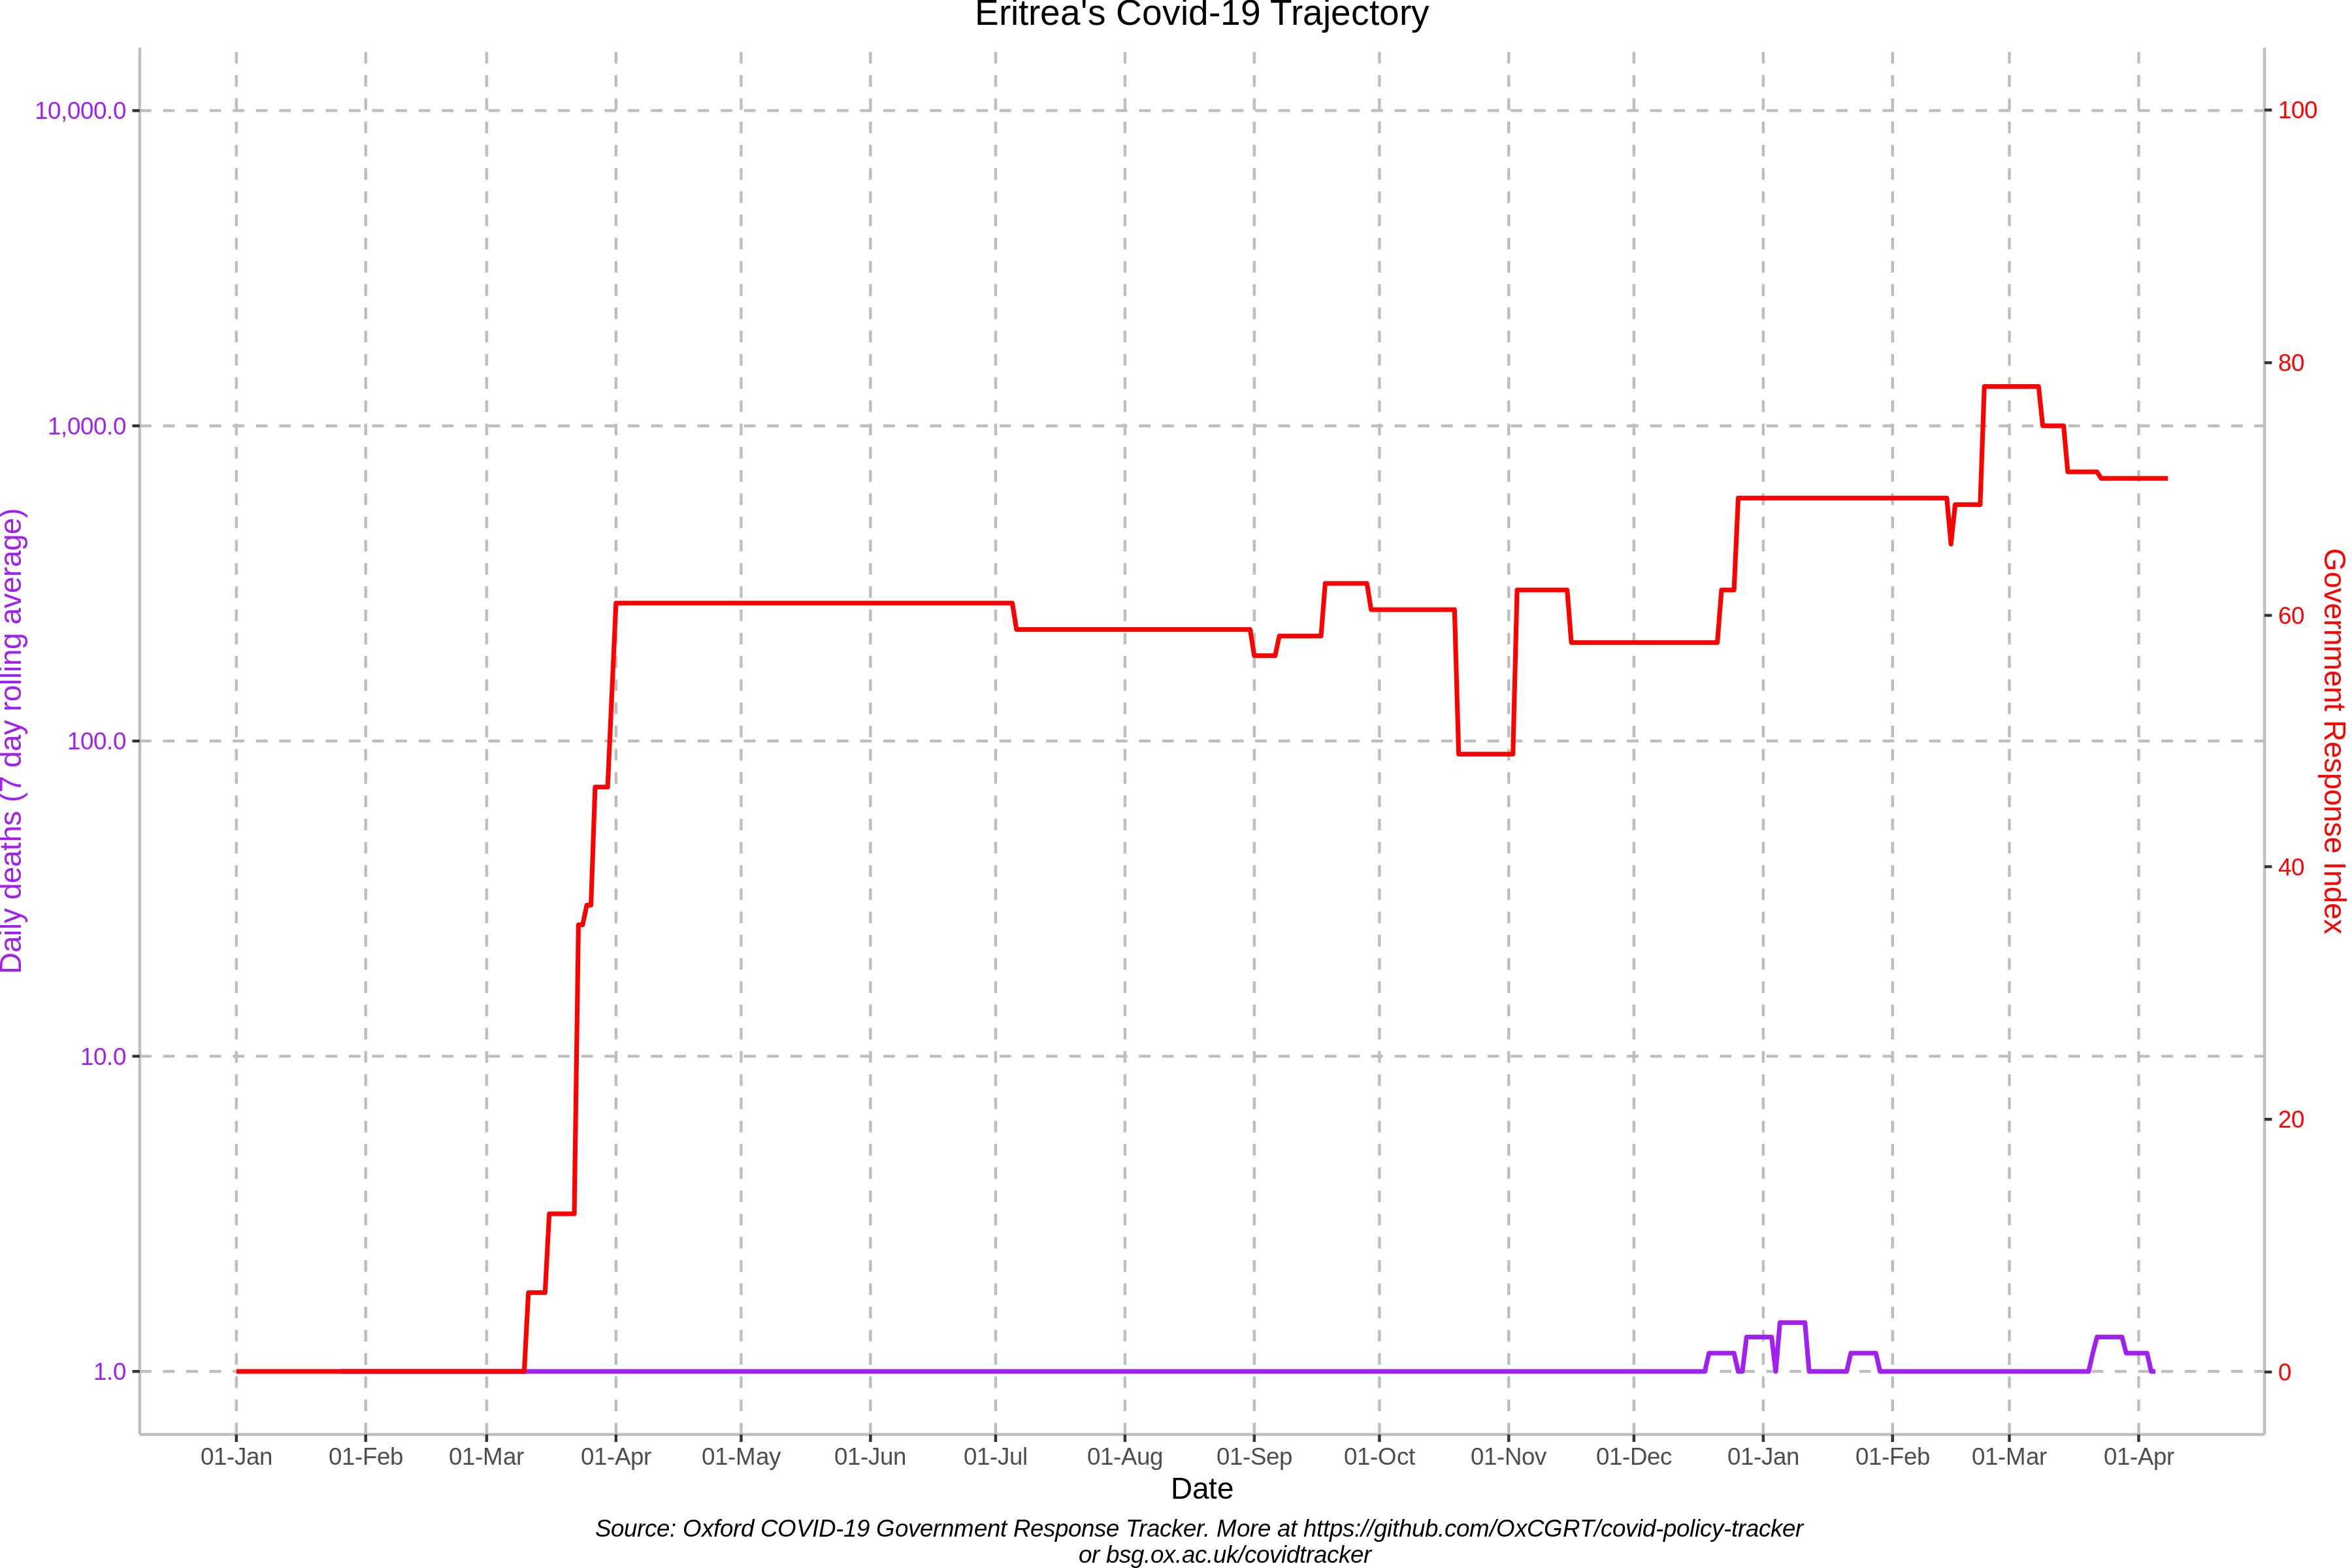 Eritrea's Covid-19 Trajectory
10,000.0
1,000.0
100.0
10.0
1.0
Daily deaths (7 day rolling average)
100
80
60
40
20
0
Government Response Index
01-Jan 01-Feb 01-Mar 01-Apr 01-May 01-Jun 01-Jul 01-Aug 01-Sep 01-Oct 01-Nov 01-Dec 01-Jan 01-Feb 01-Mar 01-Apr
Date
Source: Oxford COVID-19 Government Response Tracker. More at https://github.com/OxCGRT/covid-policy-tracker
or bsg.ox.ac.uk/covidtracker